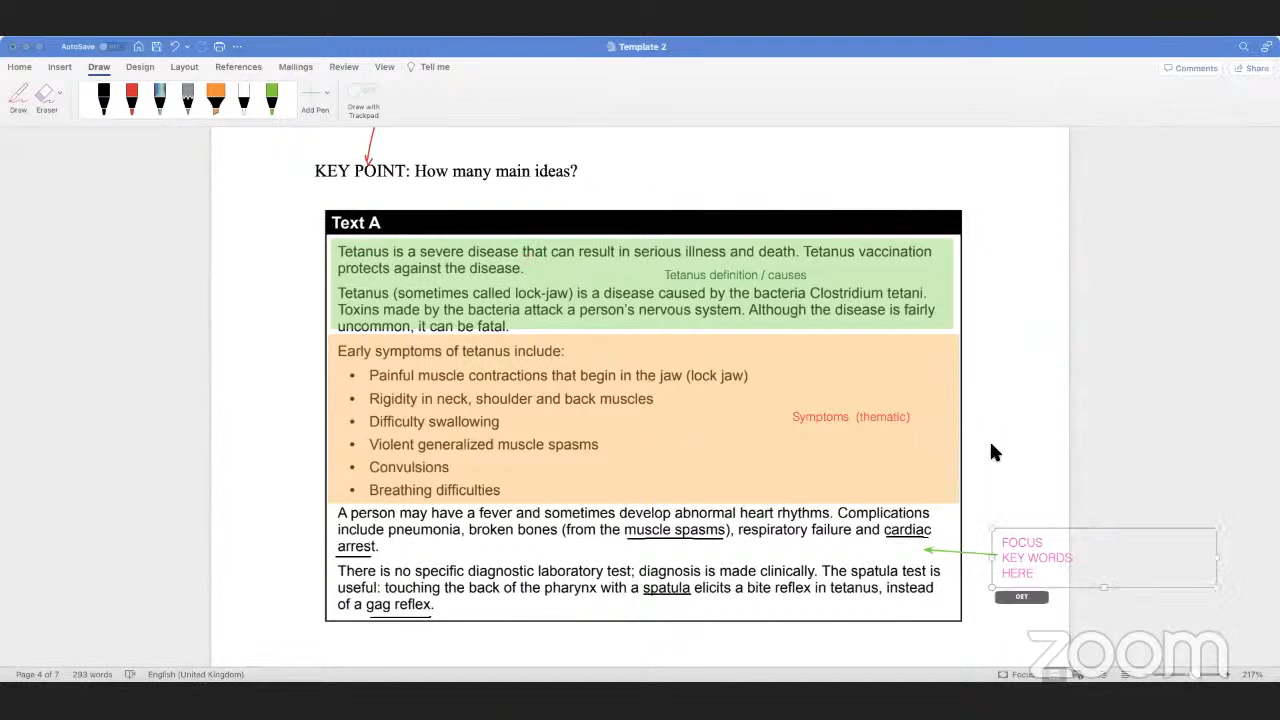 AutoSave OFF
Template 2
Home Insert Draw Design Layout References Mailings Review View Tell me
Comments Share
OFF
Draw Eraser Add Pen Draw with
Trackpad
KEY POINT: How many main ideas?
Text A
Tetanus is a severe disease that can result in serious illness and death. Tetanus vaccination
protects against the disease.
Tetanus definition / causes
Tetanus (sometimes called lock-jaw) is a disease caused by the bacteria Clostridium tetani.
Toxins made by the bacteria attack a person's nervous system. Although the disease is fairly
uncommon, it can be fatal.
Early symptoms of tetanus include:
• Painful muscle contractions that begin in the jaw (lock jaw)
• Rigidity in neck, shoulder and back muscles
• Difficulty swallowing
Symptoms (thematic)
• Violent generalized muscle spasms
• Convulsions
• Breathing difficulties
A person may have a fever and sometimes develop abnormal heart rhythms. Complications
include pneumonia, broken bones (from the muscle spasms), respiratory failure and cardiac
arrest.
FOCUS
KEY WORDS
HERE
OET
There is no specific diagnostic laboratory test; diagnosis is made clinically. The spatula test is
useful: touching the back of the pharynx with a spatula elicits a bite reflex in tetanus, instead
of a gag reflex.
zoom
Page 4 of 7 293 words English (United Kingdom) Focus 217%